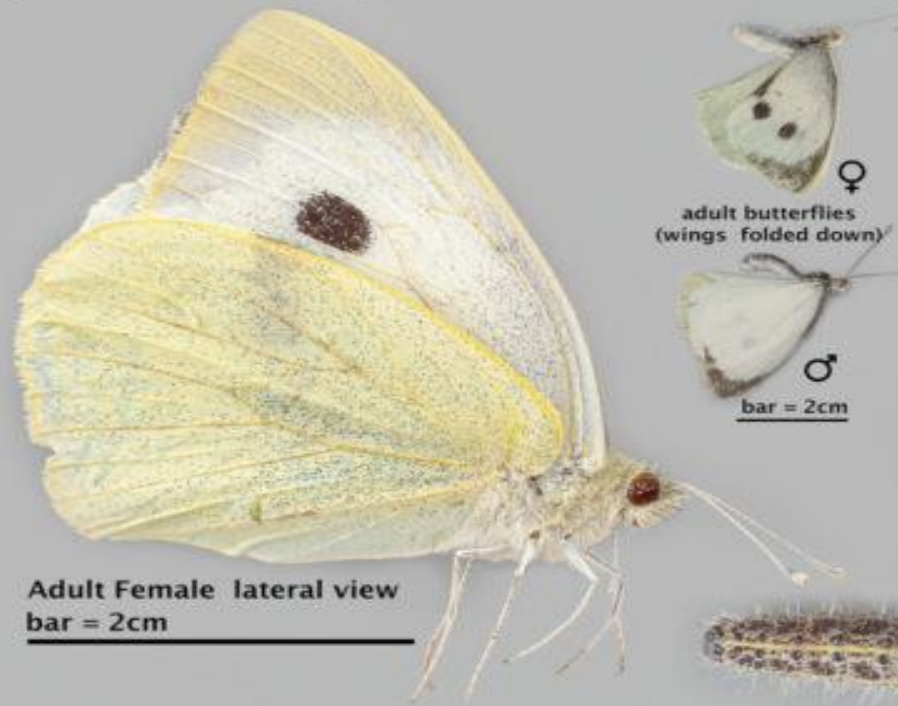 ♀
adult butterflies
(wings folded down)
♂
bar = 2cm
Adult Female lateral view
bar = 2cm